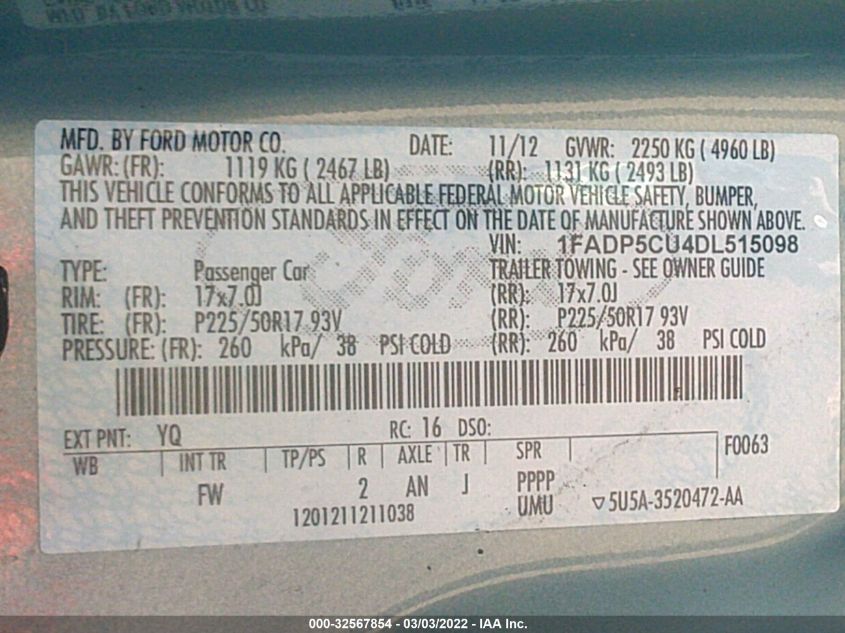 MFD. BY FORD MOTOR CO. DATE: 11/12 GVWR: 2250 KG ( 4960 LB)
GAWR: (FR): 1119 KG ( 2467 LB) (RR): 1131 KG ( 2493 LB)
THIS VEHICLE CONFORMS TO ALL APPLICABLE FEDERAL MOTOR VEHICLE SAFETY, BUMPER,
AND THEFT PREVENTION STANDARDS IN EFFECT ON THE DATE OF MANUFACTURE SHOWN ABOVE.
VIN: 1FADP5CU4DL515098
TYPE: Passenger Car TRAILER TOWING - SEE OWNER GUIDE
RIM: (FR): 17x7.0J (RR): 17x7.0J
TIRE: (FR): P225/50R17 93V (RR): P225/50R17 93V
PRESSURE: (FR): 260 kPa/ 38 PSI COLD (RR): 260 kPa/ 38 PSI COLD
EXT PNT: YQ RC: 16 DSO: F0063
WB INT TR TP/PS R AXLE TR SPR
FW 2 AN J PPPP
1201211211038 UMU 5U5A-3520472-AA
000-32567854 - 03/03/2022 - IAA Inc.